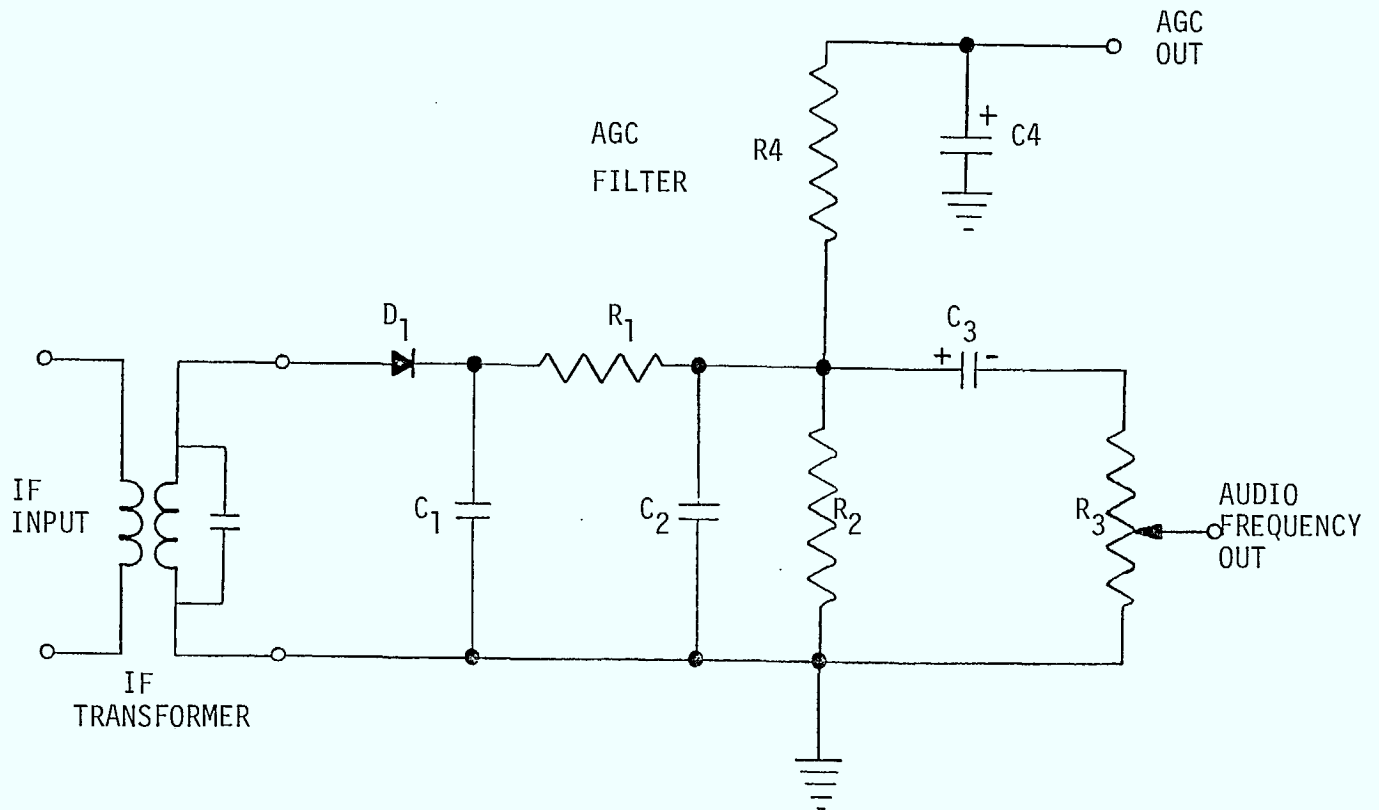 AGC
OUT
+
C4
R4
AGC
FILTER
D1
R1
C3
+ -
IF
INPUT
C1
C2
R2
R3
AUDIO
FREQUENCY
OUT
IF
TRANSFORMER